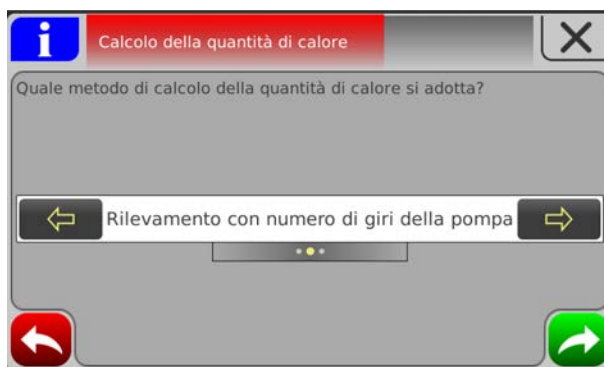 i
Calcolo della quantità di calore
Quale metodo di calcolo della quantità di calore si adotta?
Rilevamento con numero di giri della pompa